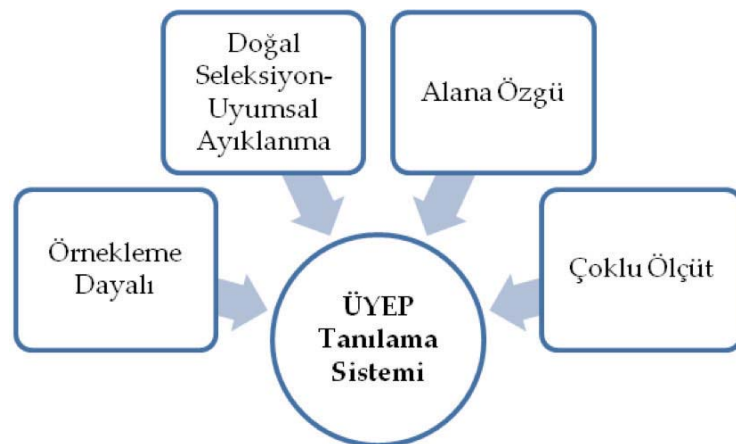 Doğal
Seleksiyon-
Uyumsal
Ayıklanma
Alana Özgü
Örnekleme
Dayalı
Çoklu Ölçüt
ÜYEP
Tanılama
Sistemi